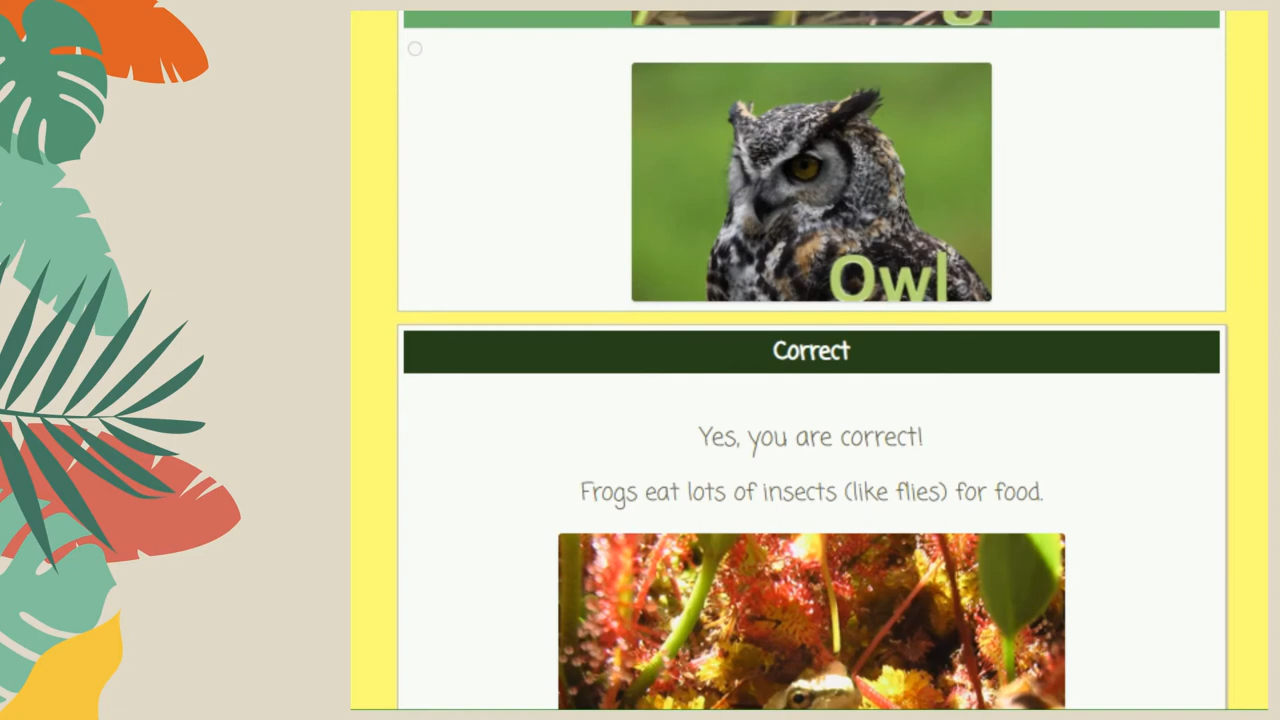 Owl
Correct
Yes, you are correct!
Frogs eat lots of insects (like flies) for food.